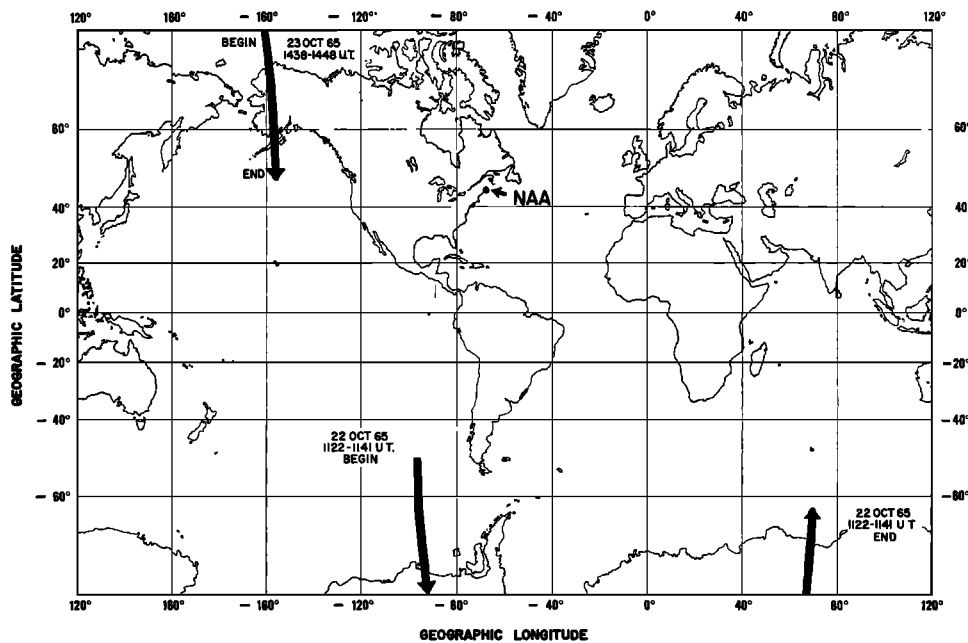 120° 160° − 160° − 120° − 80° − 40° 0° 40° 80° 120°
BEGIN
23 OCT 65
1438-1448 U.T.
60° 60°
END
NAA
40° 40°
20° 20°
0° 0°
− 20° − 20°
− 40° − 40°
22 OCT 65
1122-1141 U T.
BEGIN
− 60° − 60°
22 OCT 65
1122-1141 U T
END
120° 160° − 160° − 120° − 80° − 40° 0° 40° 80° 120°
GEOGRAPHIC LONGITUDE
GEOGRAPHIC LATITUDE